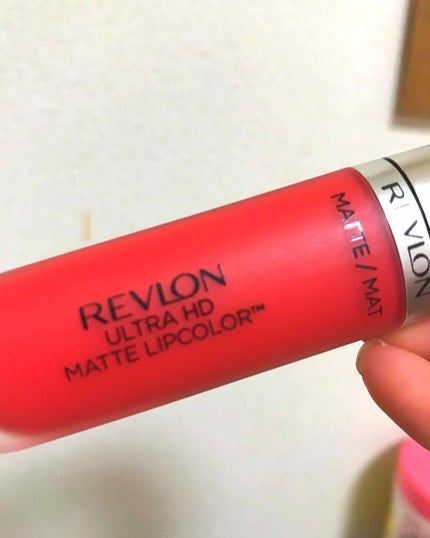 REVLON
ULTRA HD
MATTE LIPCOLOR™
MATTE/MAT
REVLON